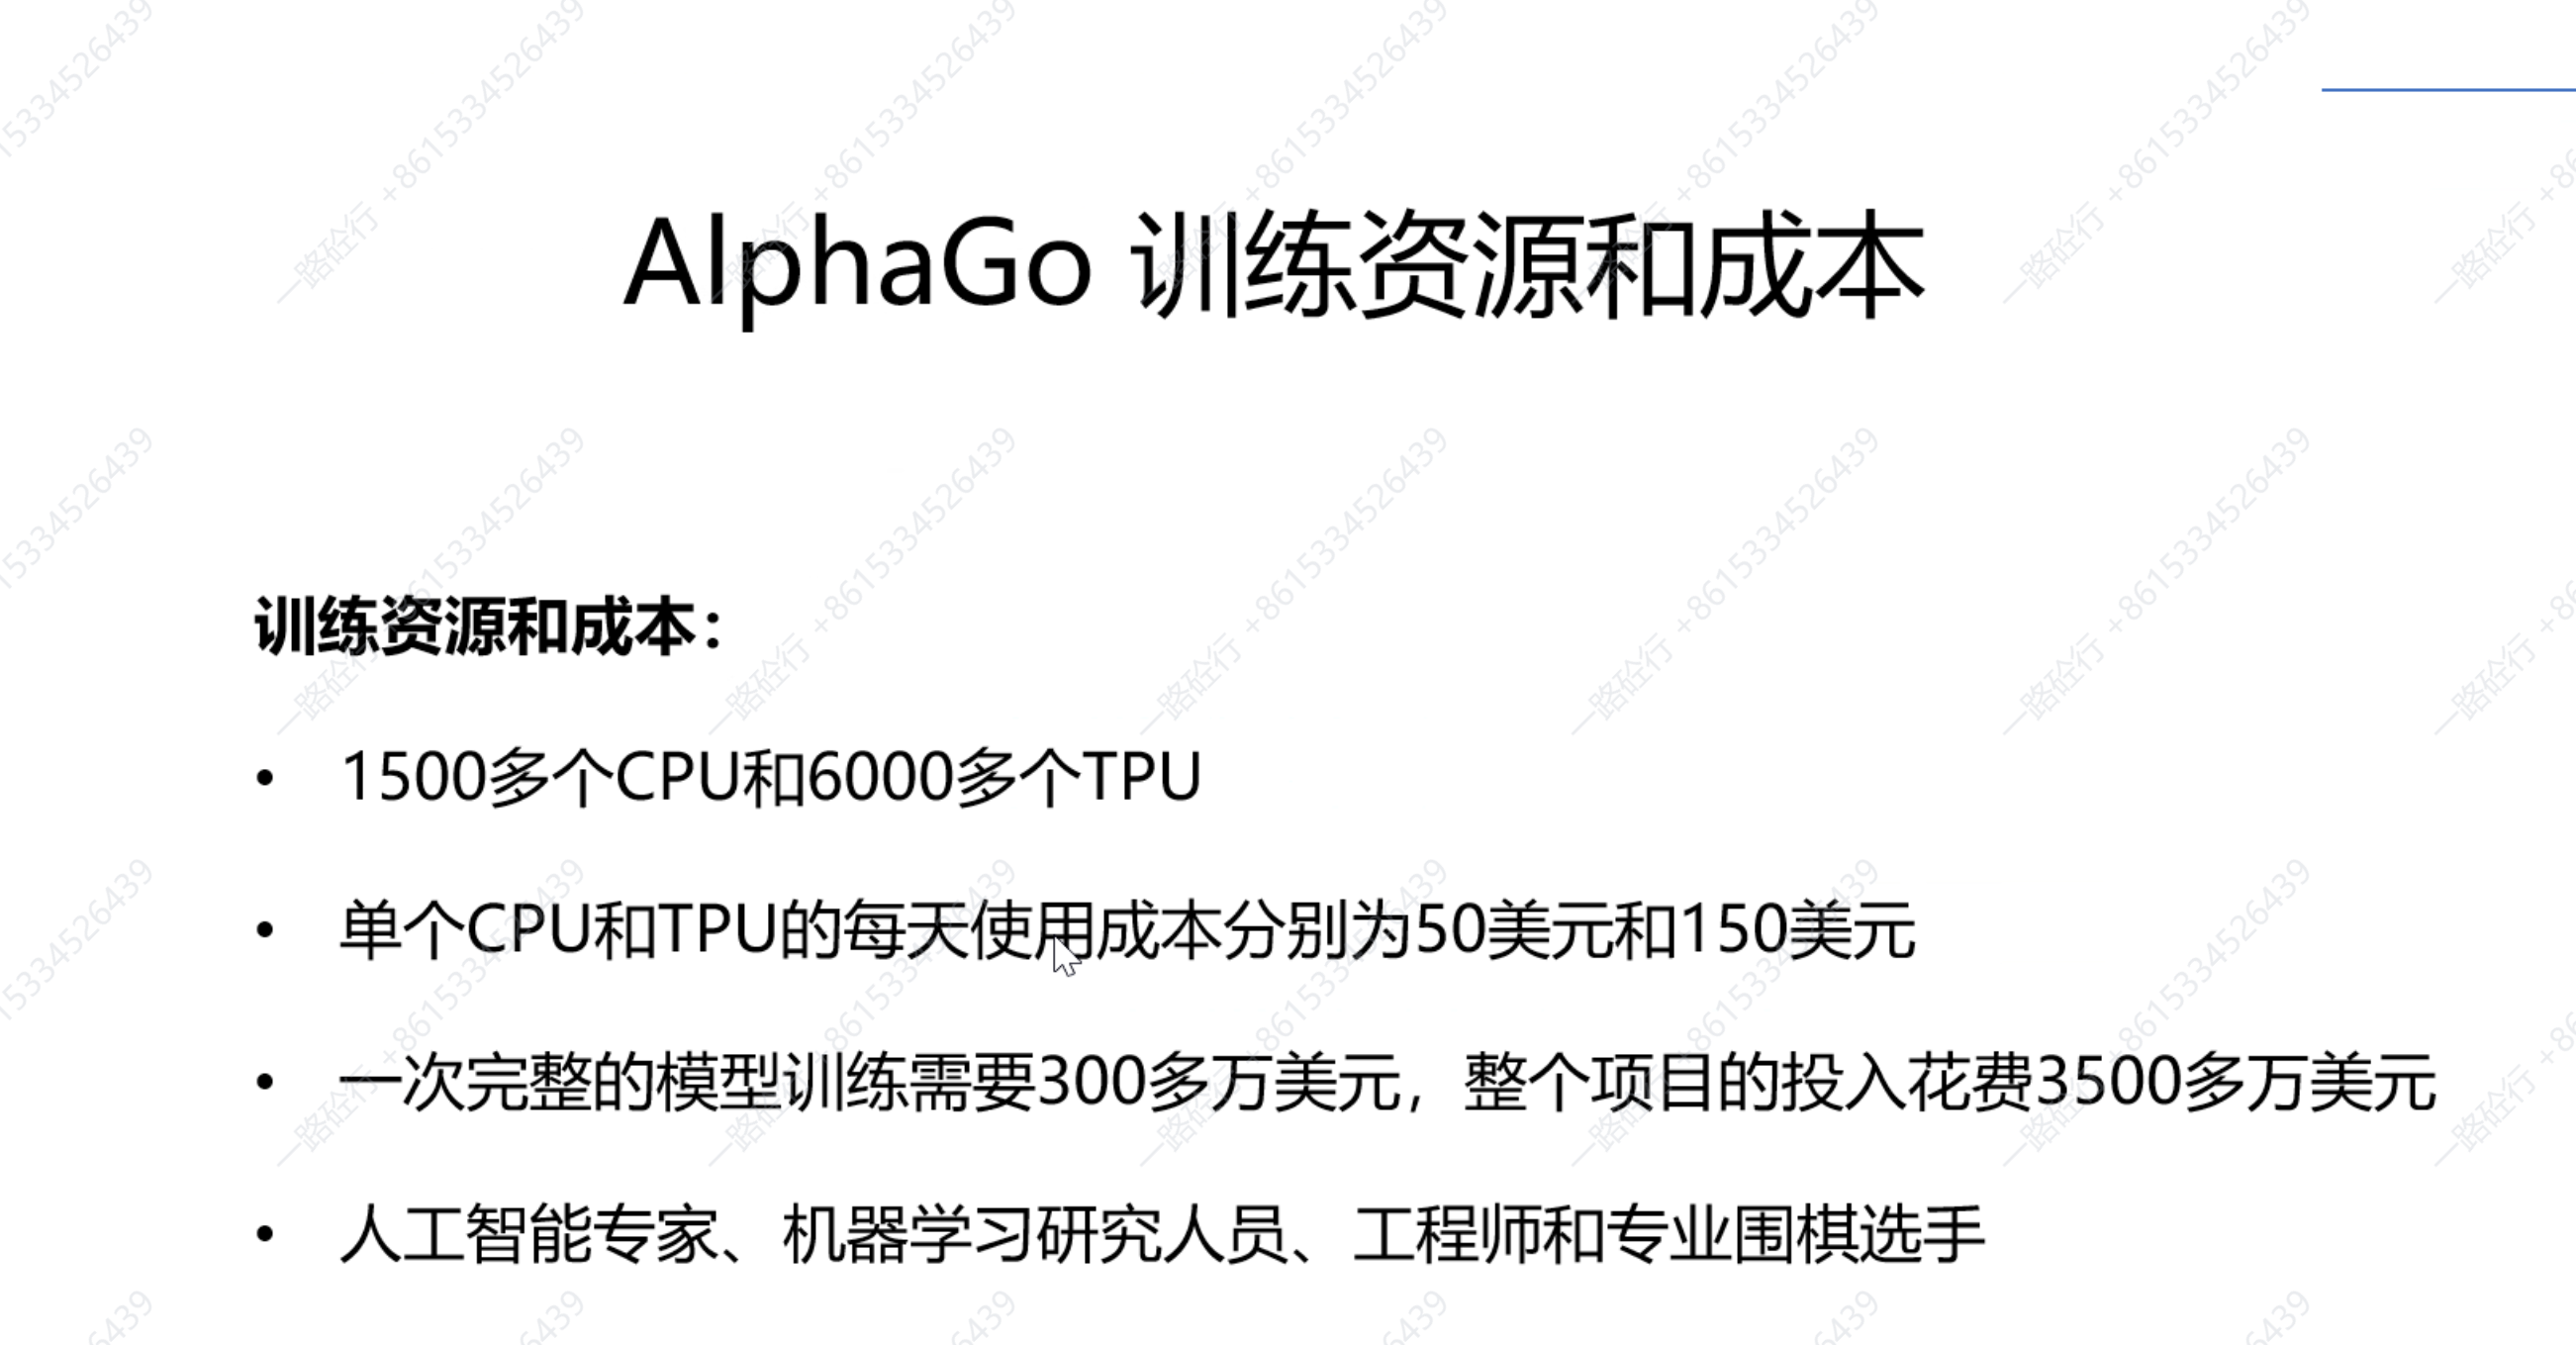 AlphaGo 训练资源和成本
训练资源和成本：
• 1500多个CPU和6000多个TPU
• 单个CPU和TPU的每天使用成本分别为50美元和150美元
• 一次完整的模型训练需要300多万美元，整个项目的投入花费3500多万美元
• 人工智能专家、机器学习研究人员、工程师和专业围棋选手
一路砼行 +8615334526439